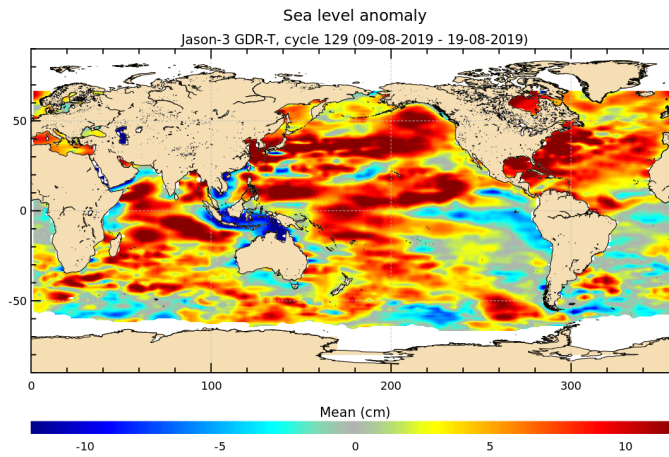 Sea level anomaly
Jason-3 GDR-T, cycle 129 (09-08-2019 - 19-08-2019)
50
0
-50
0 100 200 300
Mean (cm)
-10 -5 0 5 10